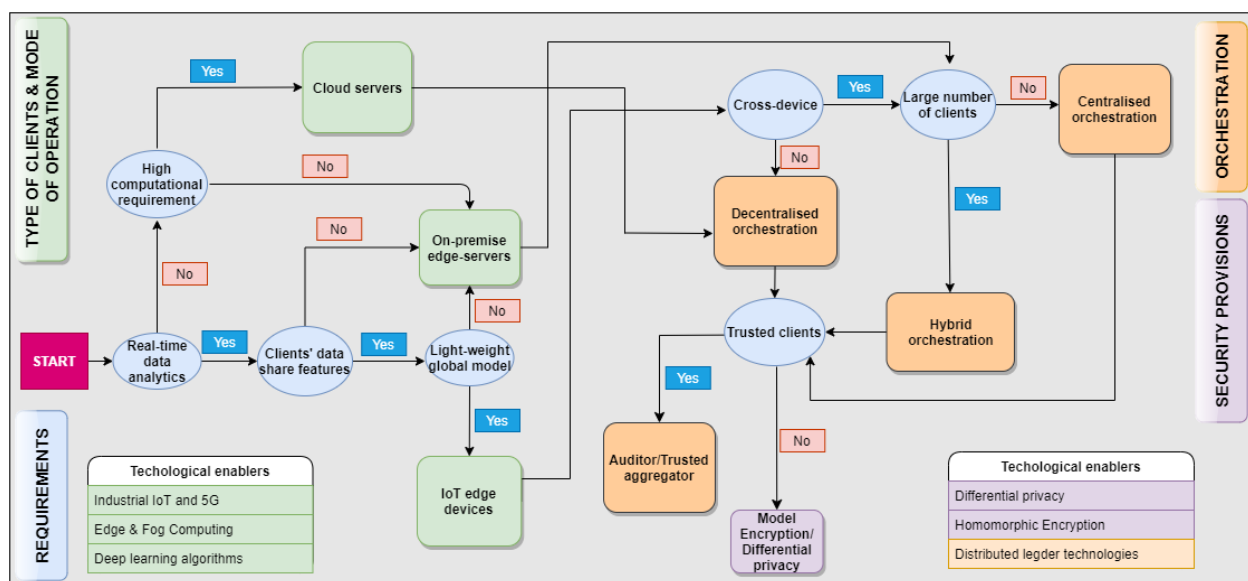 TYPE OF CLIENTS & MODE
OF OPERATION
Yes
Cloud servers
Cross-device
Yes
Large number
of clients
No
Centralised
orchestration
ORCHESTRATION
High
computational
requirement
No
No
Decentralised
orchestration
Yes
No
On-premise
edge-servers
No
No
START
Real-time
data
analytics
Yes
Clients' data
share features
Yes
Light-weight
global model
Trusted clients
Hybrid
orchestration
SECURITY PROVISIONS
Yes
Yes
No
REQUIREMENTS
Techological enablers
Industrial IoT and 5G
Edge & Fog Computing
Deep learning algorithms
IoT edge
devices
Auditor/Trusted
aggregator
Model
Encryption/
Differential
privacy
Techological enablers
Differential privacy
Homomorphic Encryption
Distributed legder technologies